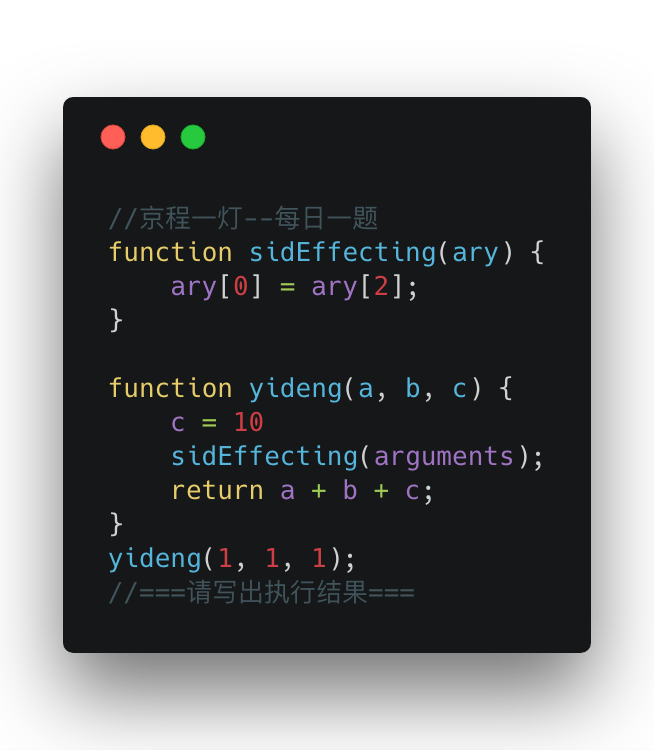 //京程一灯--每日一题
function sidEffecting(ary) {
    ary[0] = ary[2];
}
function yideng(a, b, c) {
    c = 10
    sidEffecting(arguments);
    return a + b + c;
}
yideng(1, 1, 1);
//===请写出执行结果===